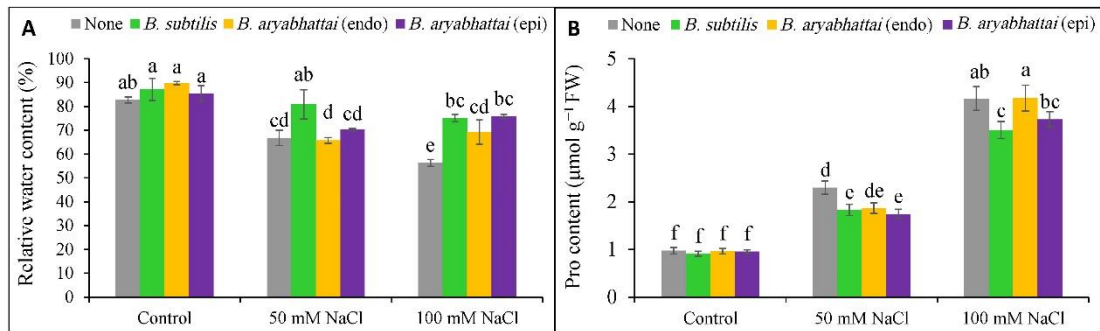 A
None B. subtilis B. aryabhattai (endo) B. aryabhattai (epi)
Relative water content (%)
100
90
80
70
60
50
40
30
20
10
0
ab a a a
cd ab d cd
e bc cd bc
Control 50 mM NaCl 100 mM NaCl
B
None B. subtilis B. aryabhattai (endo) B. aryabhattai (epi)
Pro content (µmol g⁻¹ FW)
5
4
3
2
1
0
f f f f
d e de e
ab c a bc
Control 50 mM NaCl 100 mM NaCl